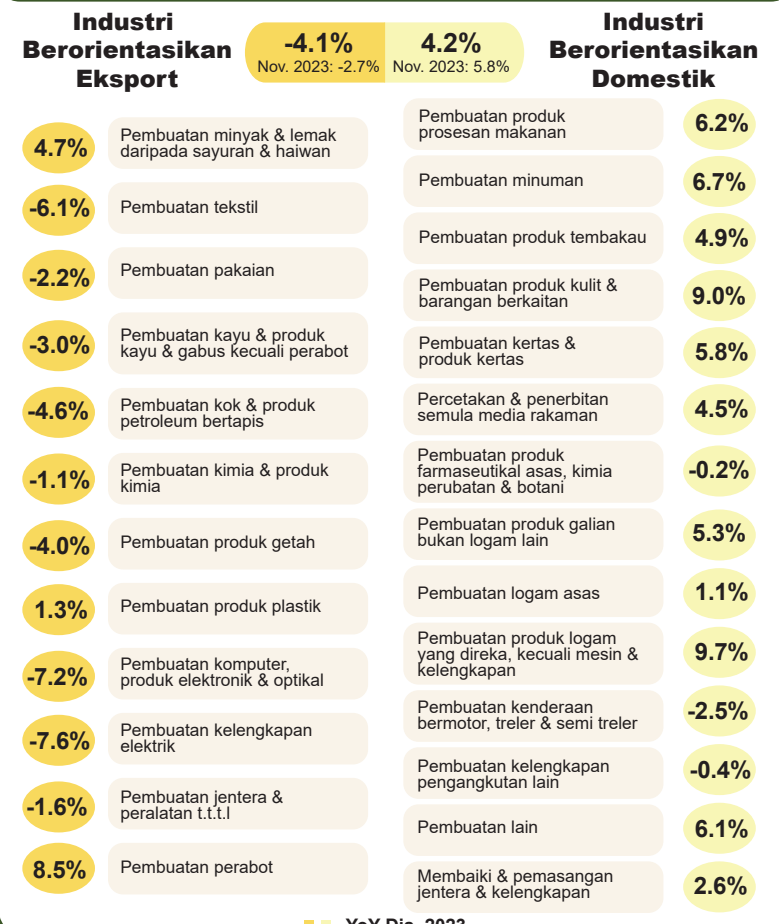 Industri
Berorientasikan
Eksport
-4.1%
Nov. 2023: -2.7%
4.2%
Nov. 2023: 5.8%
Industri
Berorientasikan
Domestik
4.7%
Pembuatan minyak & lemak
daripada sayuran & haiwan
-6.1%
Pembuatan tekstil
-2.2%
Pembuatan pakaian
-3.0%
Pembuatan kayu & produk
kayu & gabus kecuali perabot
-4.6%
Pembuatan kok & produk
petroleum bertapis
-1.1%
Pembuatan kimia & produk
kimia
-4.0%
Pembuatan produk getah
1.3%
Pembuatan produk plastik
-7.2%
Pembuatan komputer,
produk elektronik & optikal
-7.6%
Pembuatan kelengkapan
elektrik
-1.6%
Pembuatan jentera &
peralatan t.t.t.l
8.5%
Pembuatan perabot
Pembuatan produk
prosesan makanan
6.2%
Pembuatan minuman
6.7%
Pembuatan produk tembakau
4.9%
Pembuatan produk kulit &
barangan berkaitan
9.0%
Pembuatan kertas &
produk kertas
5.8%
Percetakan & penerbitan
semula media rakaman
4.5%
Pembuatan produk
farmaseutikal asas, kimia
perubatan & botani
-0.2%
Pembuatan produk galian
bukan logam lain
5.3%
Pembuatan logam asas
1.1%
Pembuatan produk logam
yang direka, kecuali mesin &
kelengkapan
9.7%
Pembuatan kenderaan
bermotor, treler & semi treler
-2.5%
Pembuatan kelengkapan
pengangkutan lain
-0.4%
Pembuatan lain
6.1%
Membaiki & pemasangan
jentera & kelengkapan
2.6%
YoY Dis. 2023